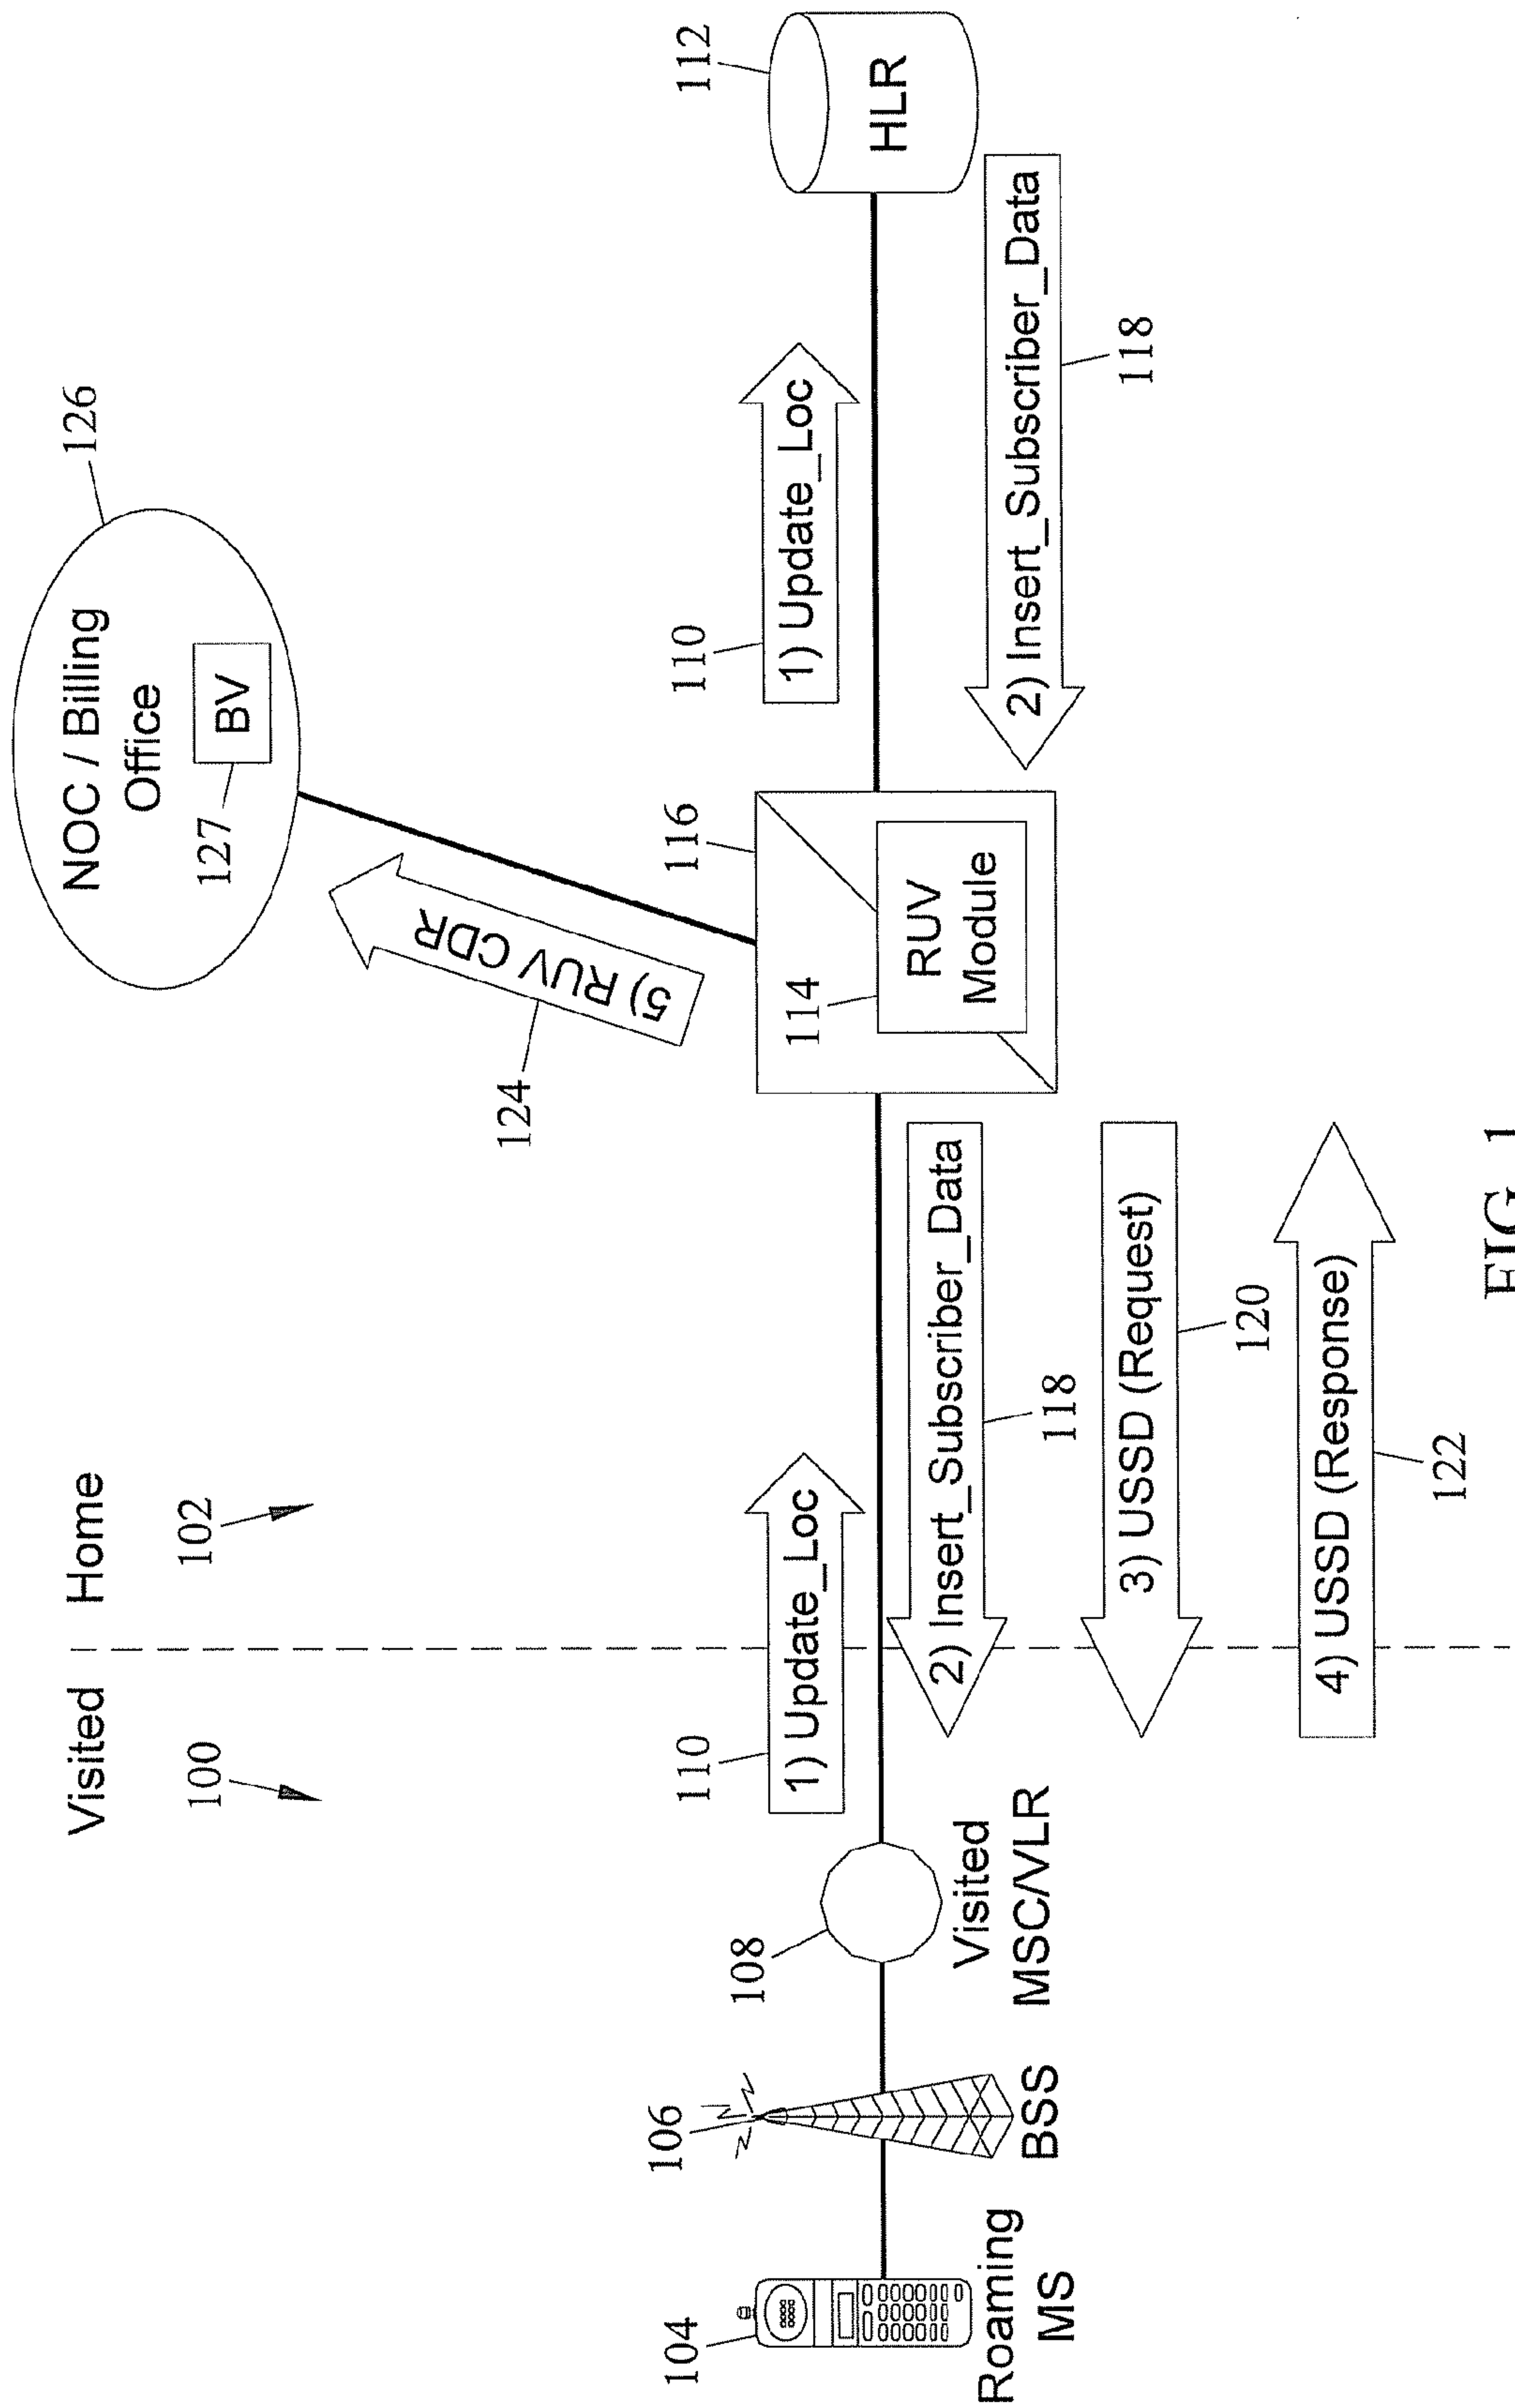 Visited
Home
100
102
NOC / Billing
Office
BV
127
126
5) RUV CDR
124
104
106
108
110
1) Update_Loc
116
114
RUV
Module
110
1) Update_Loc
112
HLR
Roaming
MS
BSS
Visited
MSC/VLR
2) Insert_Subscriber_Data
118
2) Insert_Subscriber_Data
118
3) USSD (Request)
120
4) USSD (Response)
122
FIG. 1